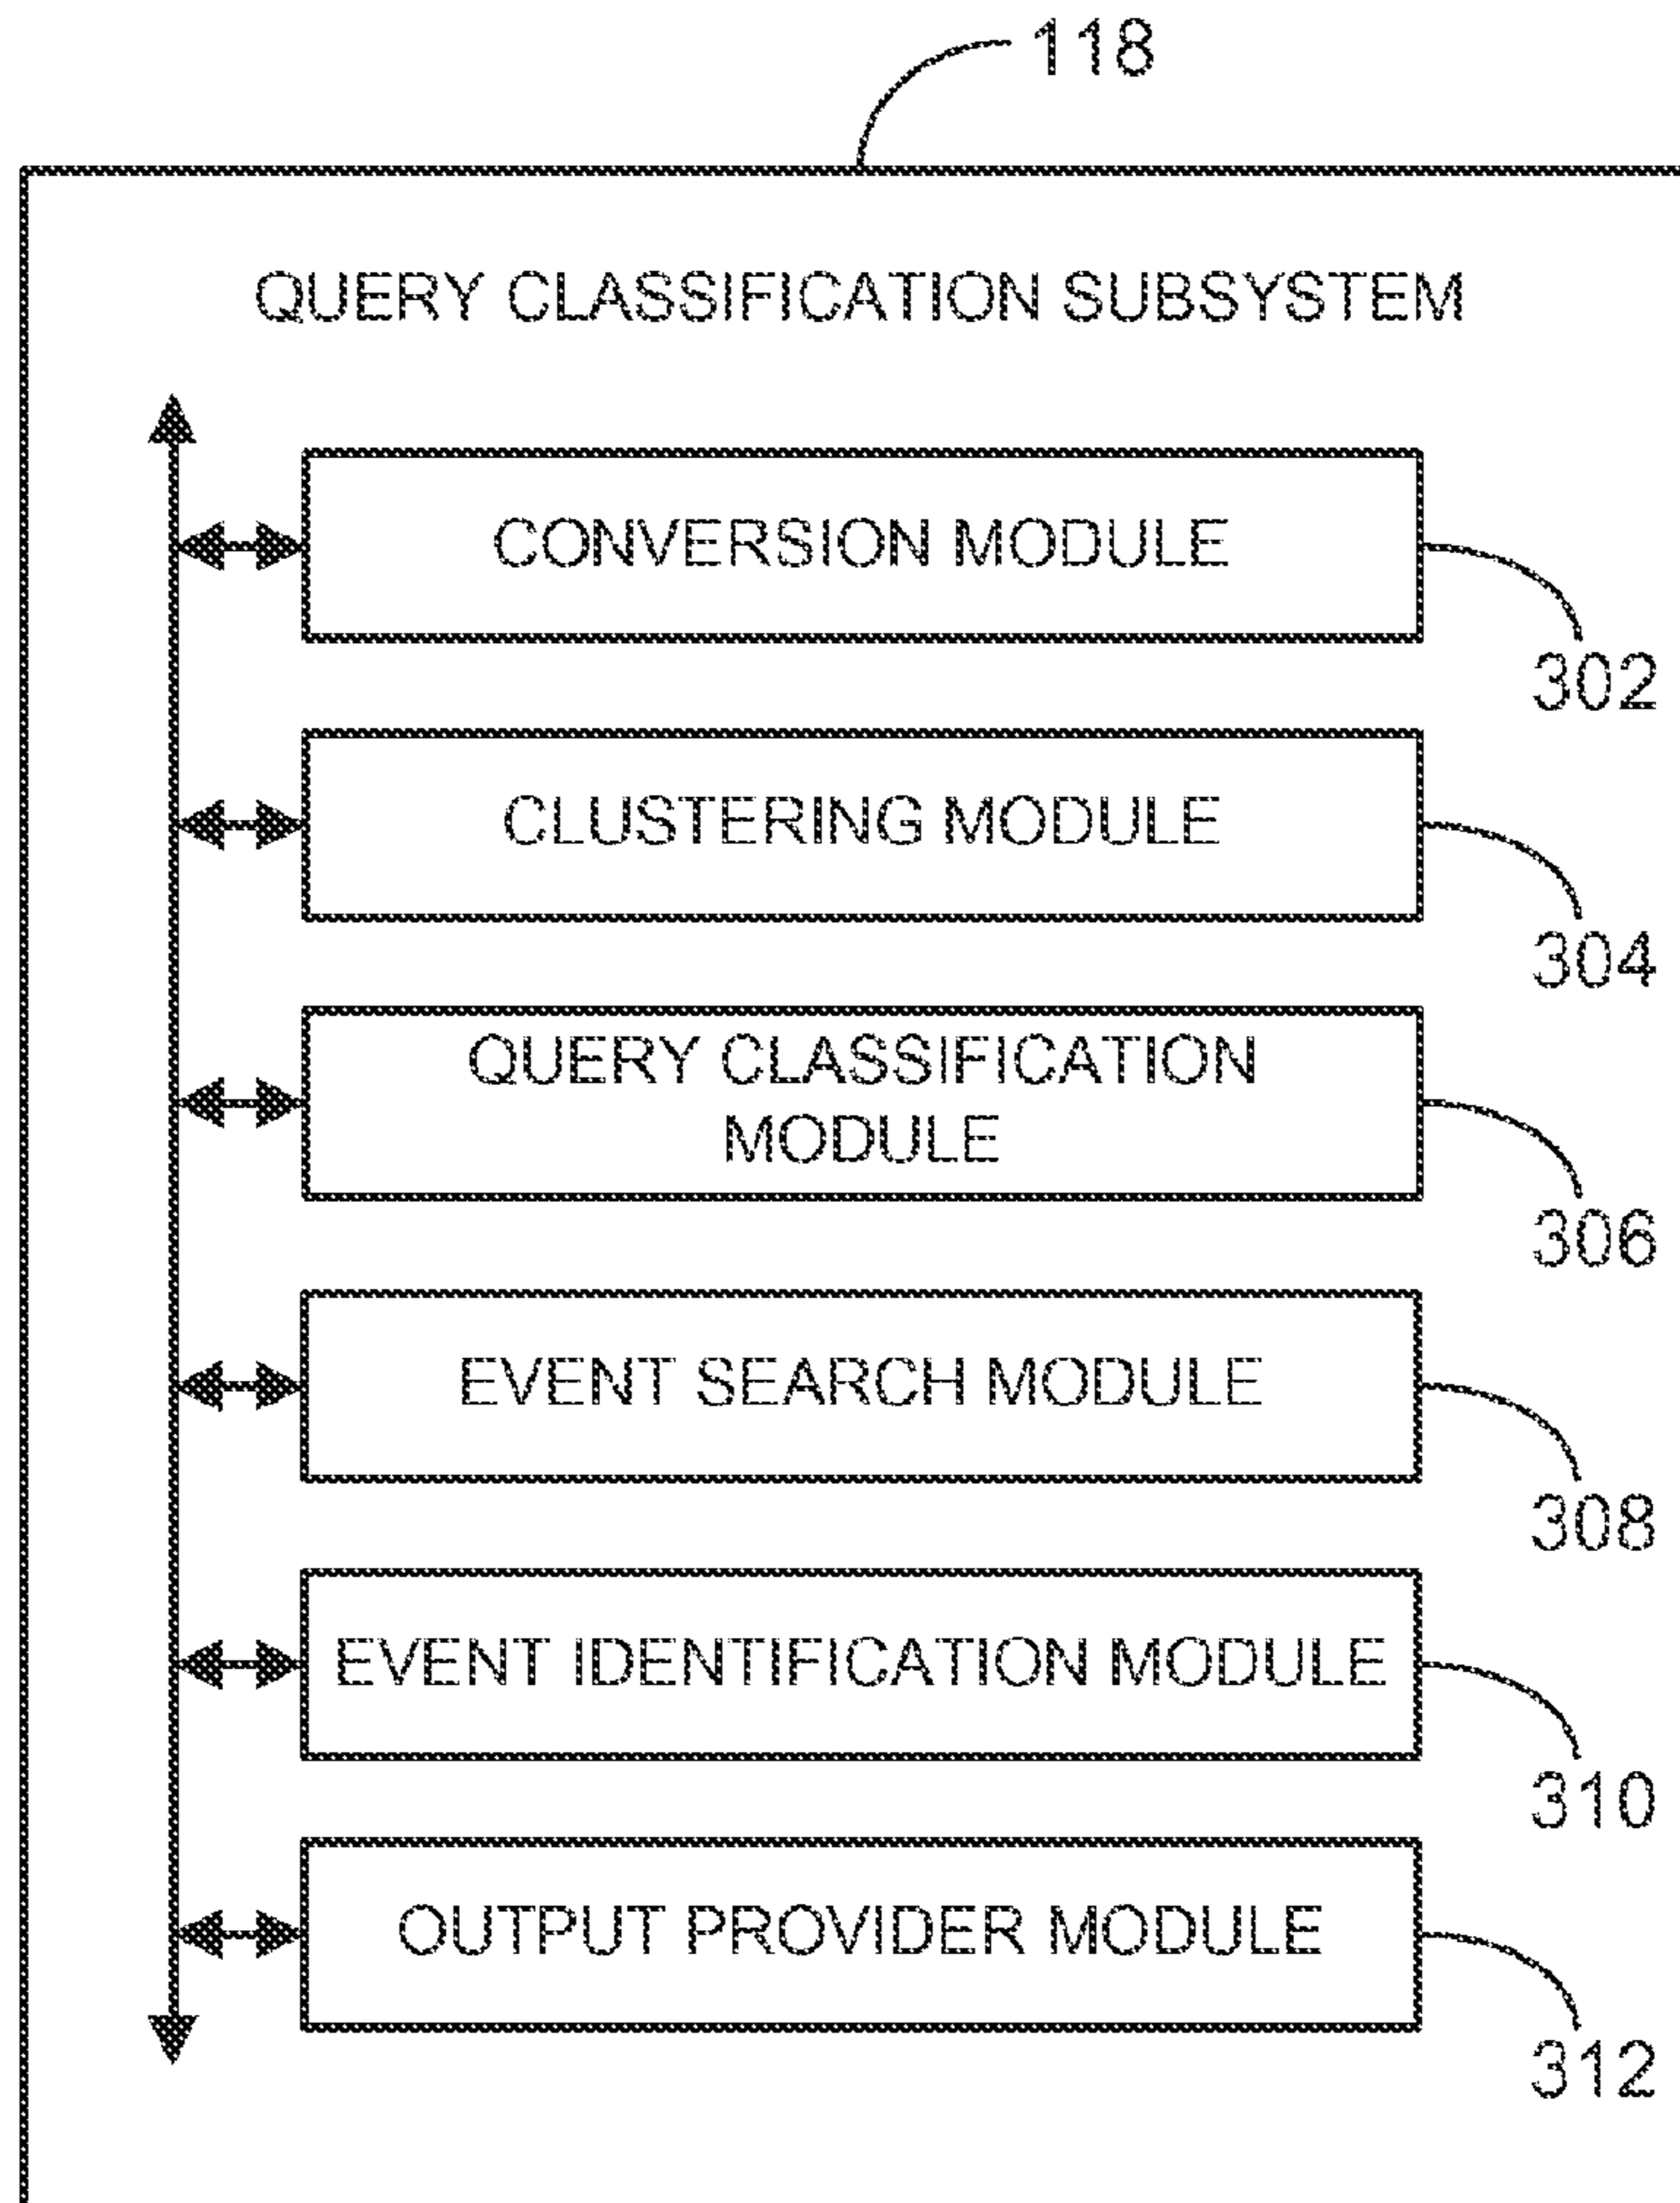 118
QUERY CLASSIFICATION SUBSYSTEM
CONVERSION MODULE
302
CLUSTERING MODULE
304
QUERY CLASSIFICATION
MODULE
306
EVENT SEARCH MODULE
308
EVENT IDENTIFICATION MODULE
310
OUTPUT PROVIDER MODULE
312